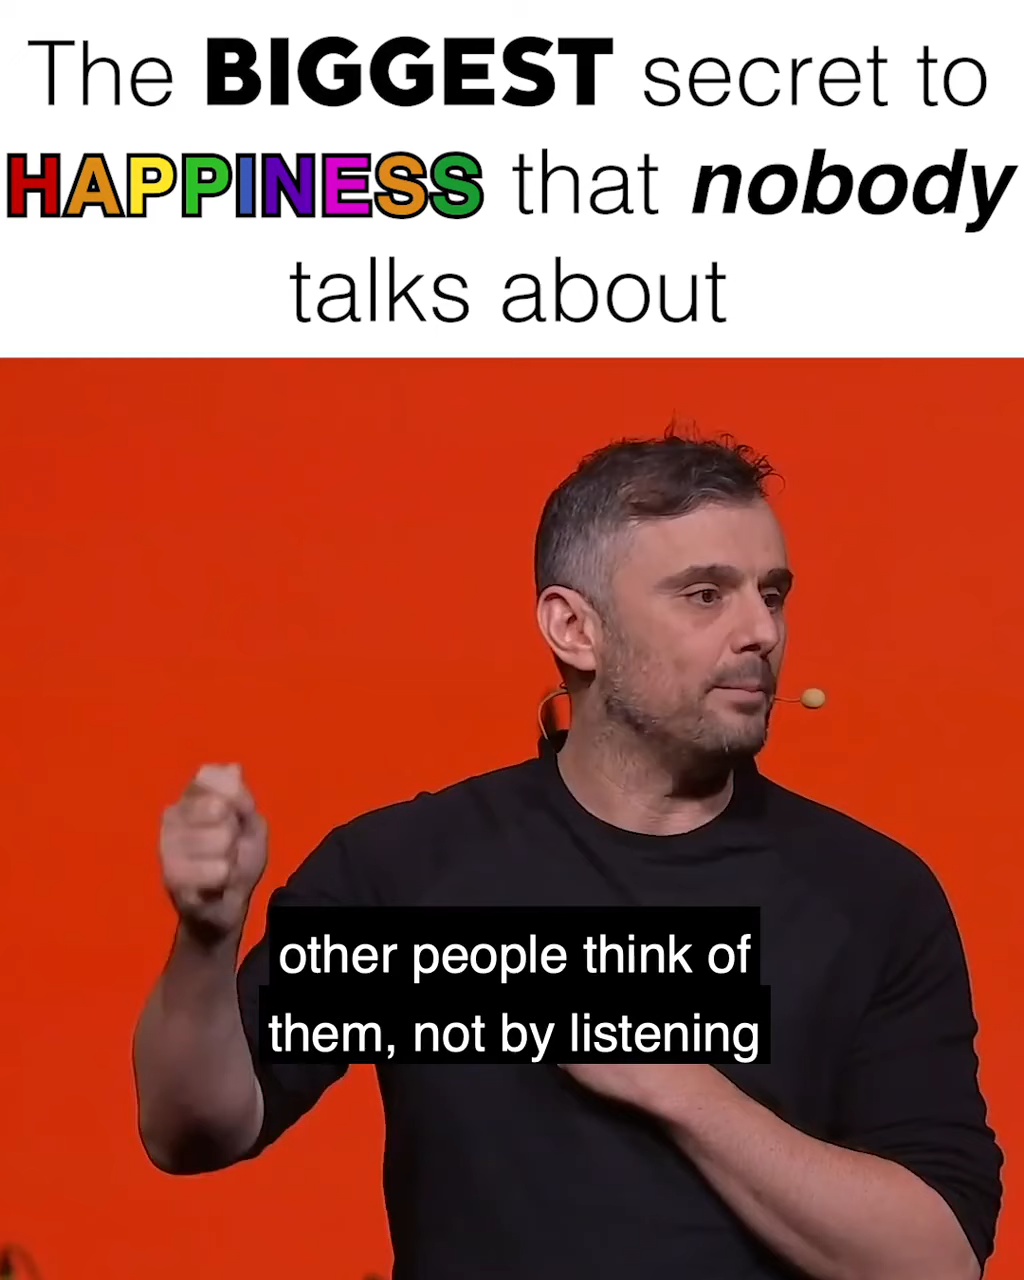 The BIGGEST secret to
HAPPINESS that nobody
talks about
other people think of
them, not by listening